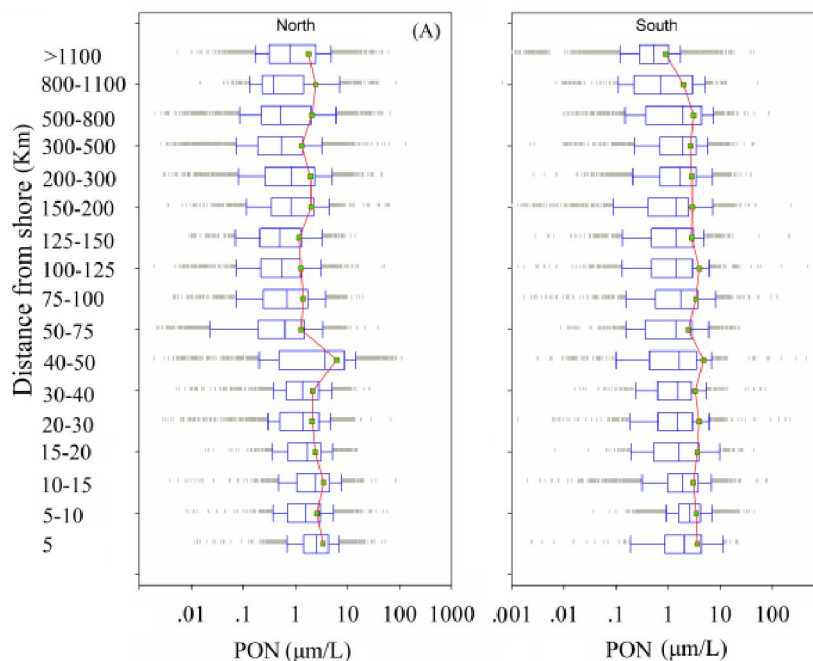 North
(A)
South
Distance from shore (Km)
>1100
800-1100
500-800
300-500
200-300
150-200
125-150
100-125
75-100
50-75
40-50
30-40
20-30
15-20
10-15
5-10
5
.01 .1 1 10 100 1000
.001 .01 .1 1 10 100
PON (μm/L)
PON (μm/L)